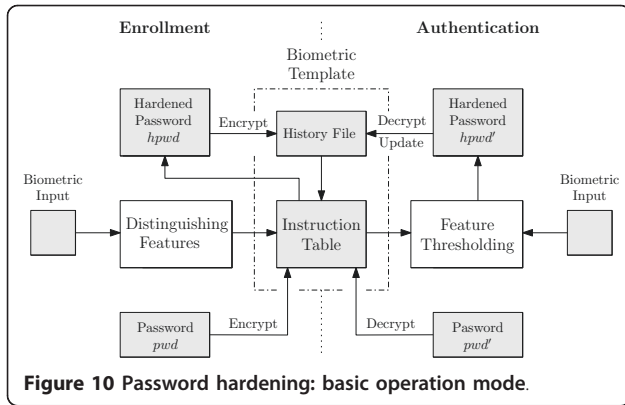 Enrollment
Authentication
Biometric
Template
Hardened
Password
hpwd
Encrypt
History File
Decrypt
Update
Hardened
Password
hpwd'
Biometric
Input
Biometric
Input
Distinguishing
Features
Instruction
Table
Feature
Thresholding
Password
pwd
Encrypt
Decrypt
Pasword
pwd'
Figure 10 Password hardening: basic operation mode.